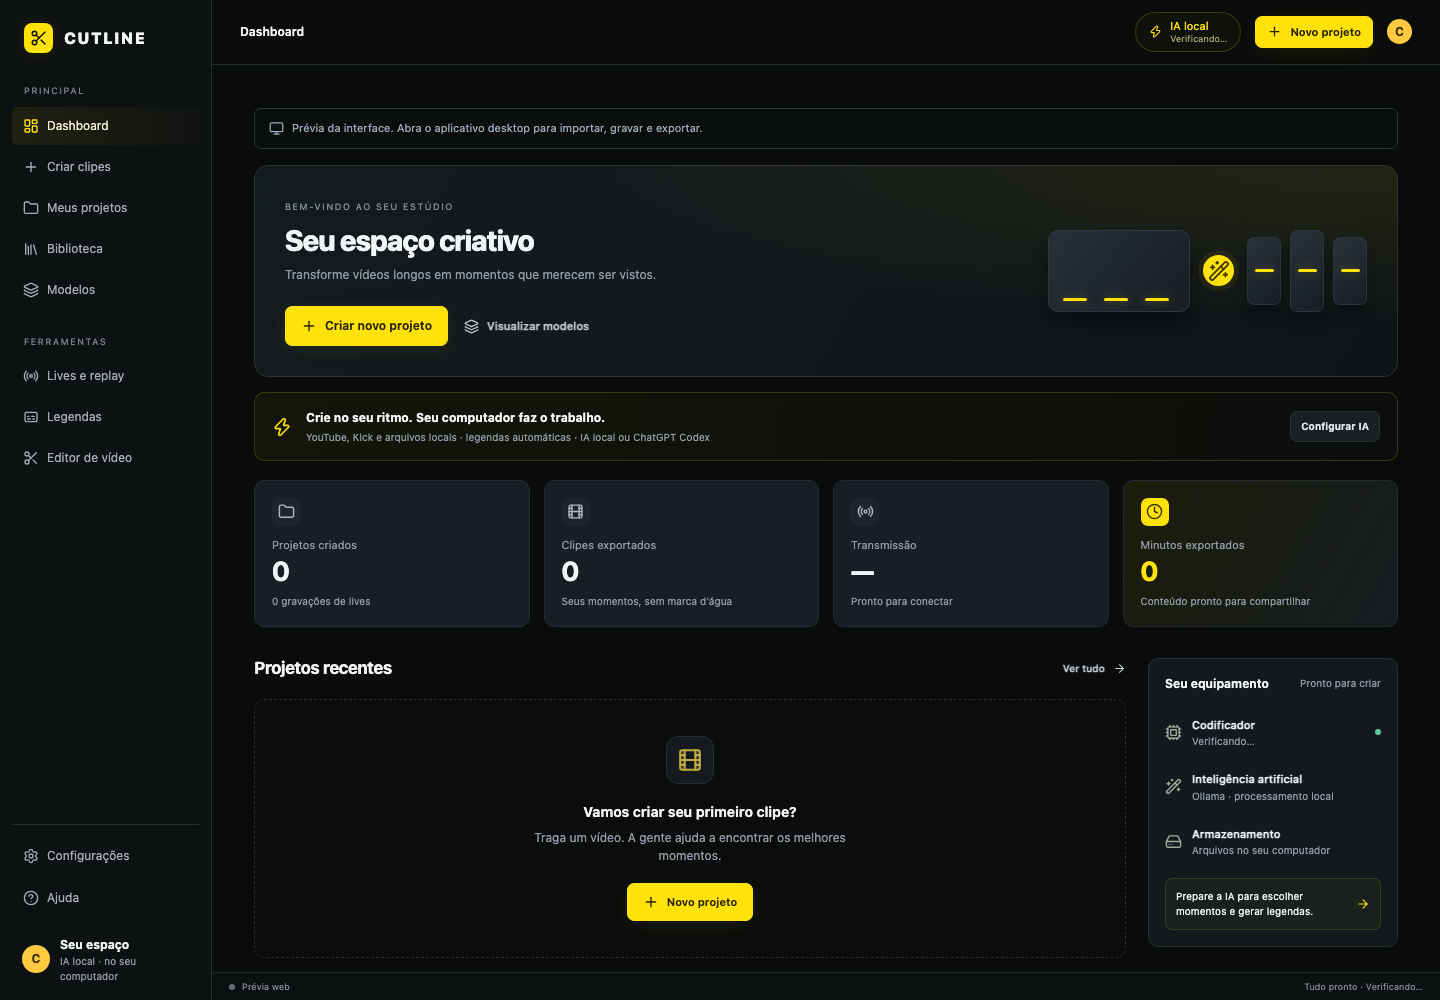 CUTLINE
PRINCIPAL
Dashboard
Criar clipes
Meus projetos
Biblioteca
Modelos
FERRAMENTAS
Lives e replay
Legendas
Editor de vídeo
Configurações
Ajuda
C
Seu espaço
IA local · no seu
computador
Dashboard
IA local
Verificando...
Novo projeto
C
Prévia da interface. Abra o aplicativo desktop para importar, gravar e exportar.
BEM-VINDO AO SEU ESTÚDIO
Seu espaço criativo
Transforme vídeos longos em momentos que merecem ser vistos.
Criar novo projeto
Visualizar modelos
Crie no seu ritmo. Seu computador faz o trabalho.
YouTube, Kick e arquivos locais · legendas automáticas · IA local ou ChatGPT Codex
Configurar IA
Projetos criados
0
0 gravações de lives
Clipes exportados
0
Seus momentos, sem marca d'água
Transmissão
—
Pronto para conectar
Minutos exportados
0
Conteúdo pronto para compartilhar
Projetos recentes
Ver tudo
Vamos criar seu primeiro clipe?
Traga um vídeo. A gente ajuda a encontrar os melhores
momentos.
Novo projeto
Seu equipamento
Pronto para criar
Codificador
Verificando...
Inteligência artificial
Ollama · processamento local
Armazenamento
Arquivos no seu computador
Prepare a IA para escolher
momentos e gerar legendas.
Prévia web
Tudo pronto · Verificando...